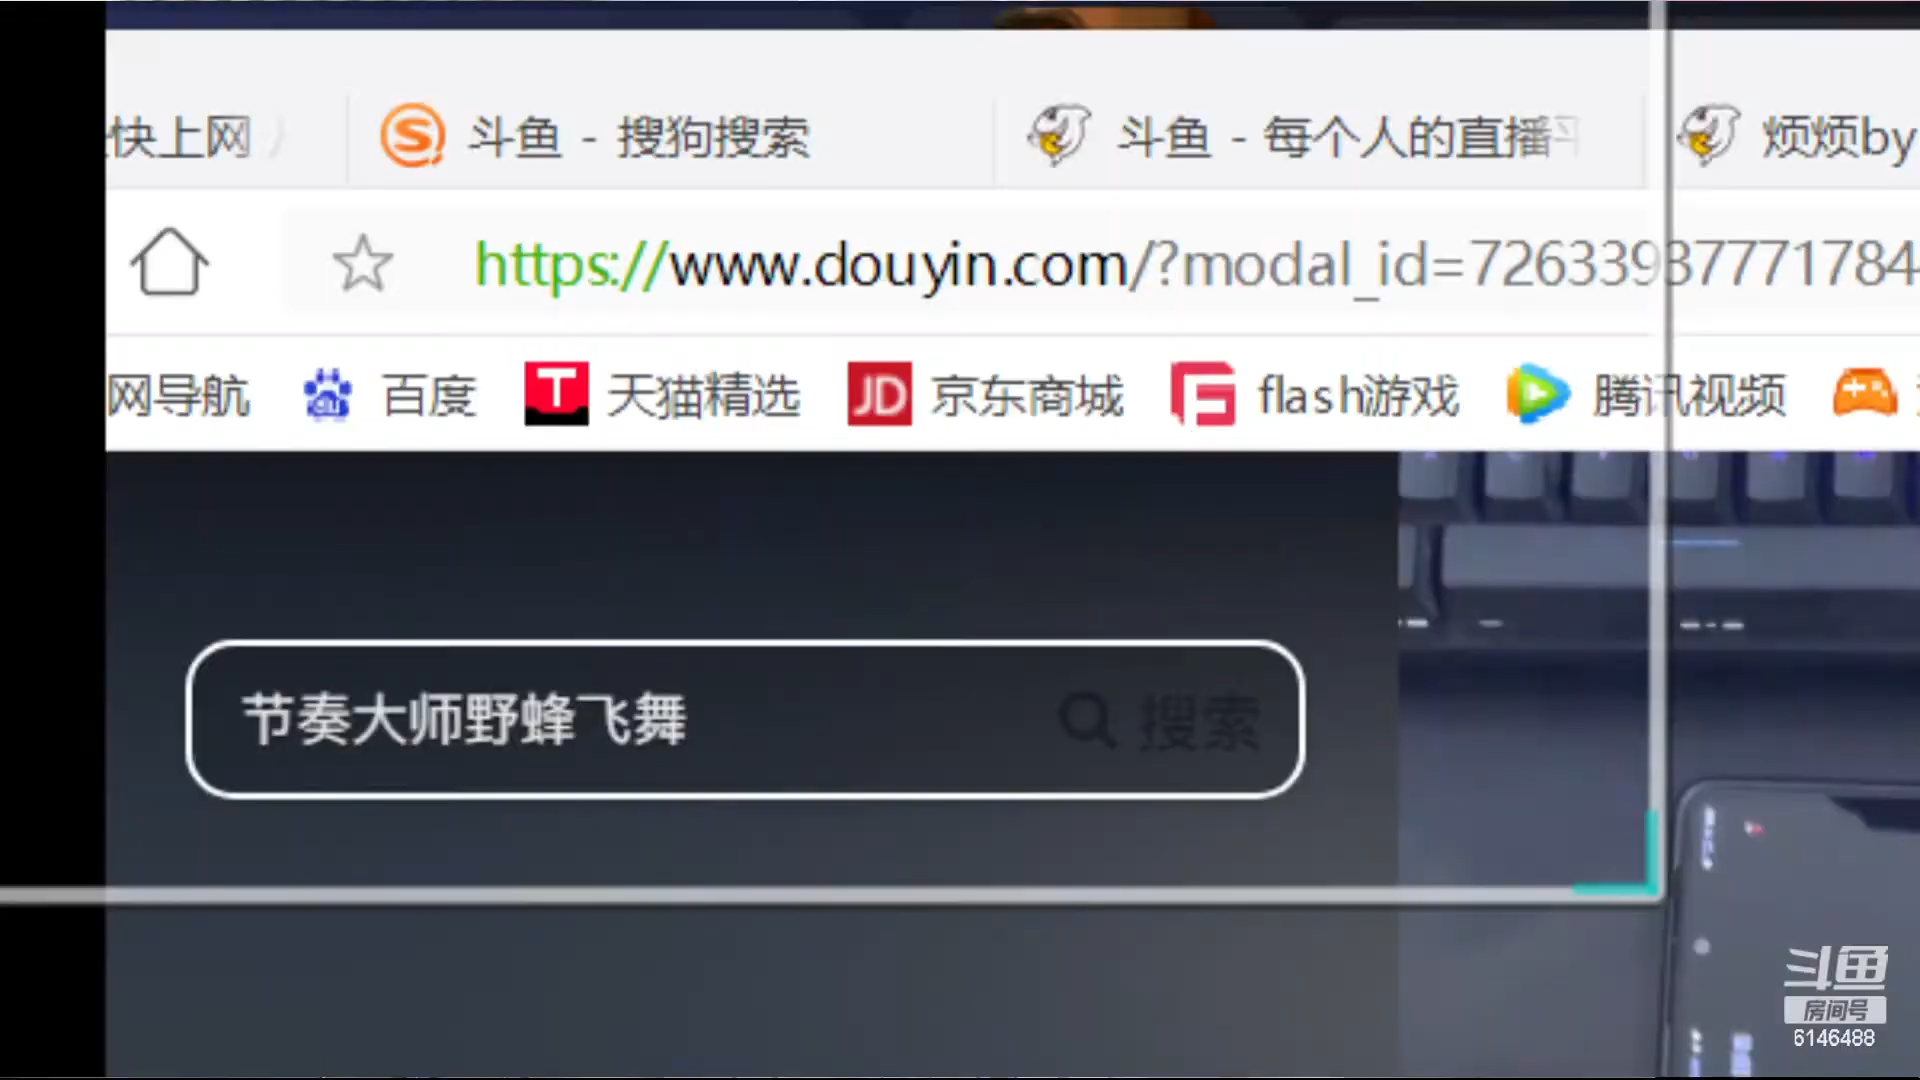 快上网
斗鱼 - 搜狗搜索
斗鱼 - 每个人的直播
烦烦by
https://www.douyin.com/?modal_id=72633937771784
网导航
百度
天猫精选
京东商城
flash游戏
腾讯视频
节奏大师野蜂飞舞
搜索
斗鱼
房间号
6146488